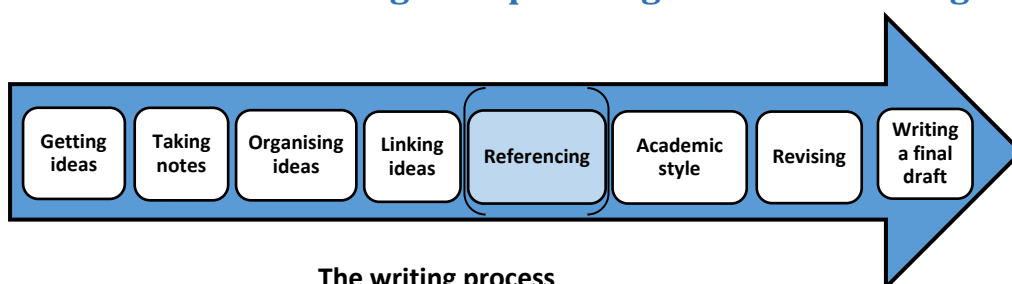 Getting
ideas
Taking
notes
Organising
ideas
Linking
ideas
Referencing
Academic
style
Revising
Writing
a final
draft
The writing process